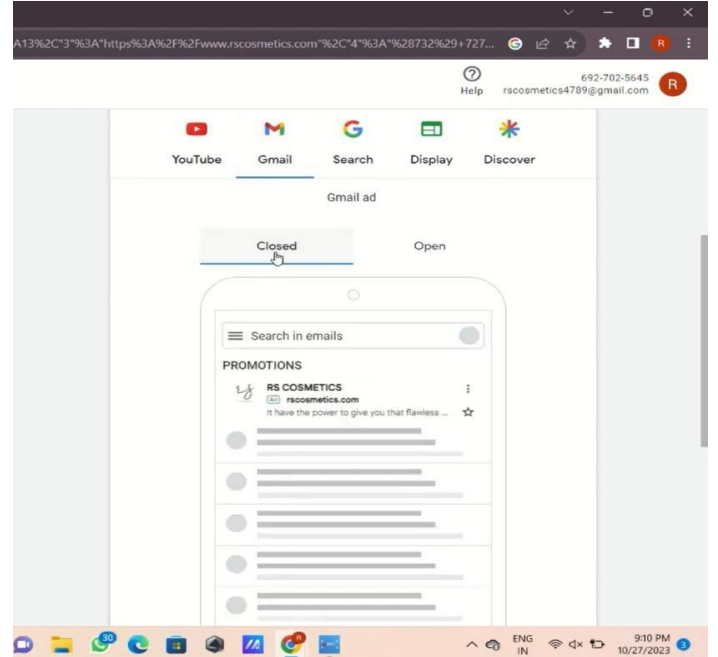 A13%2C"3"%3A"https%3A%2F%2Fwww.rscosmetics.com"%2C"4"%3A"%28732%29+727...
R
Help
692-702-5645
rscosmetics4789@gmail.com
R
YouTube
Gmail
Search
Display
Discover
Gmail ad
Closed
Open
Search in emails
PROMOTIONS
RS COSMETICS
Ad rscosmetics.com
It have the power to give you that flawless ...
30
ENG
IN
9:10 PM
10/27/2023
3